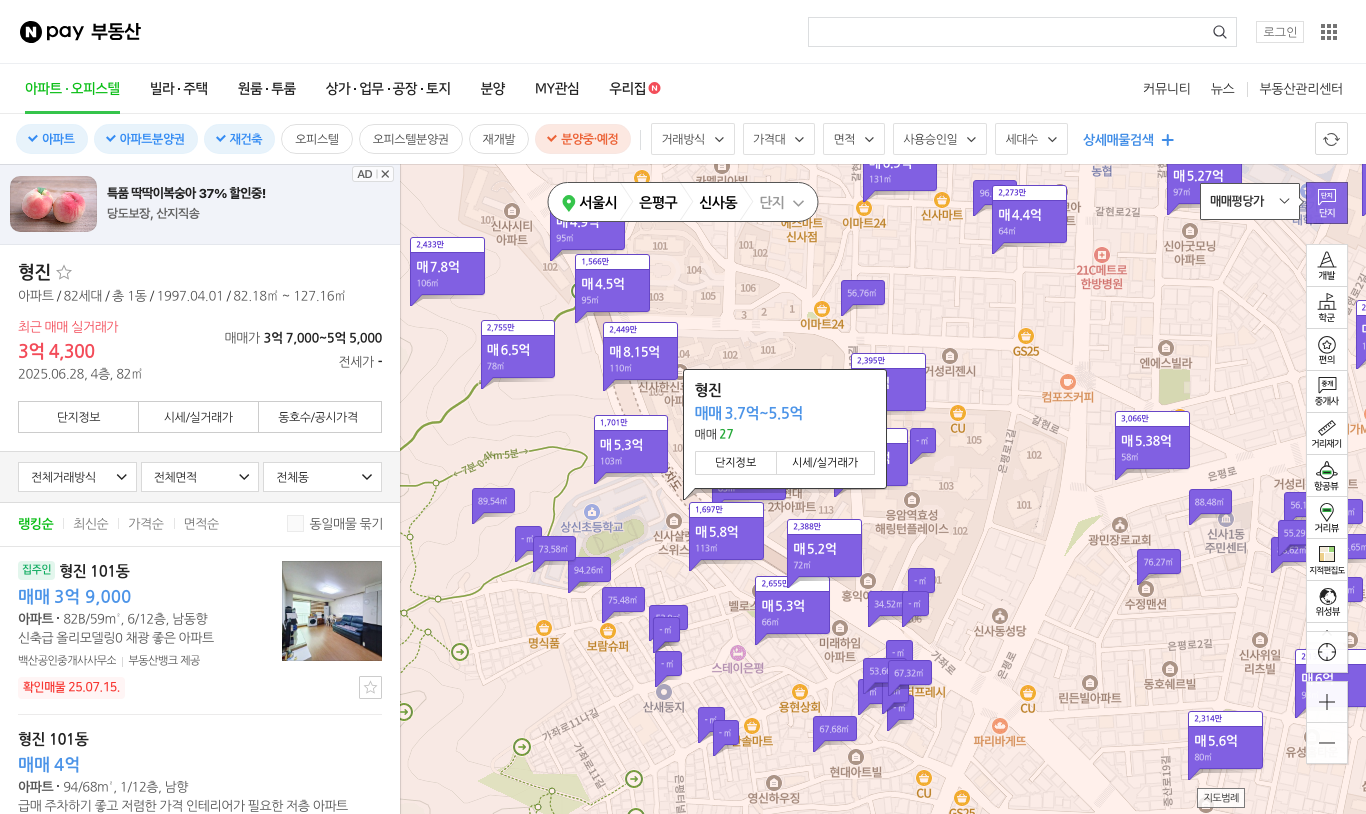 N pay 부동산
로그인
아파트·오피스텔 빌라·주택 원룸·투룸 상가·업무·공장·토지 분양 MY관심 우리집 N
커뮤니티 뉴스 부동산관리센터
아파트 아파트분양권 재건축 오피스텔 오피스텔분양권 재개발 분양중·예정 거래방식 가격대 면적 사용승인일 세대수 상세매물검색
AD
특품 딱딱이복숭아 37% 할인중!
당도보장, 산지직송
형진
아파트 / 82세대 / 총 1동 / 1997.04.01 / 82.18㎡ ~ 127.16㎡
최근 매매 실거래가
3억 4,300
2025.06.28, 4층, 82㎡
매매가 3억 7,000~5억 5,000
전세가 -
단지정보 시세/실거래가 동호수/공시가격
전체거래방식 전체면적 전체동
랭킹순 최신순 가격순 면적순 동일매물 묶기
집주인 형진 101동
매매 3억 9,000
아파트 · 82B/59㎡, 6/12층, 남동향
신축급 올리모델링0 채광 좋은 아파트
백산공인중개사사무소 부동산뱅크 제공
확인매물 25.07.15.
형진 101동
매매 4억
아파트 · 94/68㎡, 1/12층, 남향
급매 주차하기 좋고 저렴한 가격 인테리어가 필요한 저층 아파트
서울시 은평구 신사동 단지
매매평당가
단지
개발
학군
편의
중개
중개사
거리재기
항공뷰
거리뷰
지적편집도
위성뷰
지도범례
131㎡
매 5.27억
97㎡
2,273만
매 4.4억
64㎡
95㎡
2,433만
매 7.8억
106㎡
1,566만
매 4.5억
95㎡
56.76㎡
2,755만
매 6.5억
78㎡
2,449만
매 8.15억
110㎡
2,395만
형진
매매 3.7억~5.5억
매매 27
단지정보 시세/실거래가
1,701만
매 5.3억
103㎡
3,066만
매 5.38억
58㎡
- ㎡
89.54㎡
88.48㎡
1,697만
매 5.8억
113㎡
2,388만
매 5.2억
72㎡
73.58㎡
94.26㎡
76.27㎡
2,655만
매 5.3억
66㎡
75.48㎡
- ㎡
34.52㎡
- ㎡
- ㎡
67.32㎡
67.68㎡
2,314만
매 5.6억
80㎡
신사시티
아파트
신사점
이마트24
신사마트
갈현로2길
신아굿모닝
아파트
21C메트로
한방병원
이마트24
GS25
엔에스빌라
컴포즈커피
CU
갈현로
은평로1길
은평로
상신초등학교
응암역효성
해링턴플레이스
광민장로교회
신사1동
주민센터
수정맨션
명식품
보람슈퍼
스테이은평
미래하임
아파트
신사동성당
가좌로
은평로
은평로2길
산새둥지
용현상회
CU
린든빌아파트
동호쉐르빌
신사위일
리츠빌
파리바게뜨
가좌로11나길
가좌로11길
현대아트빌
영신하우징
CU
GS25
은평터널
증산로19길